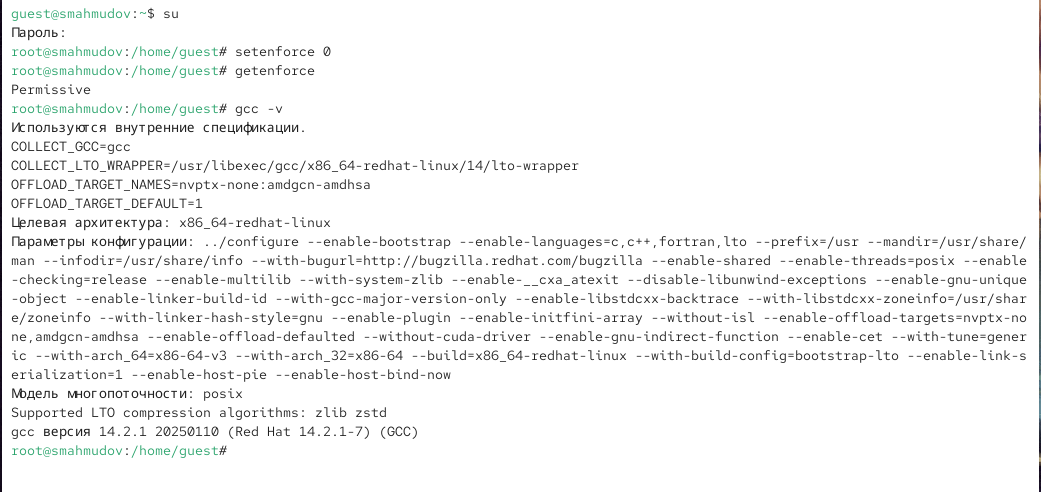 guest@smahmudov:~$ su
Пароль:
root@smahmudov:/home/guest# setenforce 0
root@smahmudov:/home/guest# getenforce
Permissive
root@smahmudov:/home/guest# gcc -v
Используются внутренние спецификации.
COLLECT_GCC=gcc
COLLECT_LTO_WRAPPER=/usr/libexec/gcc/x86_64-redhat-linux/14/lto-wrapper
OFFLOAD_TARGET_NAMES=nvptx-none:amdgcn-amdhsa
OFFLOAD_TARGET_DEFAULT=1
Целевая архитектура: x86_64-redhat-linux
Параметры конфигурации: ../configure --enable-bootstrap --enable-languages=c,c++,fortran,lto --prefix=/usr --mandir=/usr/share/
man --infodir=/usr/share/info --with-bugurl=http://bugzilla.redhat.com/bugzilla --enable-shared --enable-threads=posix --enable
-checking=release --enable-multilib --with-system-zlib --enable-__cxa_atexit --disable-libunwind-exceptions --enable-gnu-unique
-object --enable-linker-build-id --with-gcc-major-version-only --enable-libstdcxx-backtrace --with-libstdcxx-zoneinfo=/usr/shar
e/zoneinfo --with-linker-hash-style=gnu --enable-plugin --enable-initfini-array --without-isl --enable-offload-targets=nvptx-no
ne,amdgcn-amdhsa --enable-offload-defaulted --without-cuda-driver --enable-gnu-indirect-function --enable-cet --with-tune=gener
ic --with-arch_64=x86-64-v3 --with-arch_32=x86-64 --build=x86_64-redhat-linux --with-build-config=bootstrap-lto --enable-link-s
erialization=1 --enable-host-pie --enable-host-bind-now
Модель многопоточности: posix
Supported LTO compression algorithms: zlib zstd
gcc версия 14.2.1 20250110 (Red Hat 14.2.1-7) (GCC)
root@smahmudov:/home/guest#